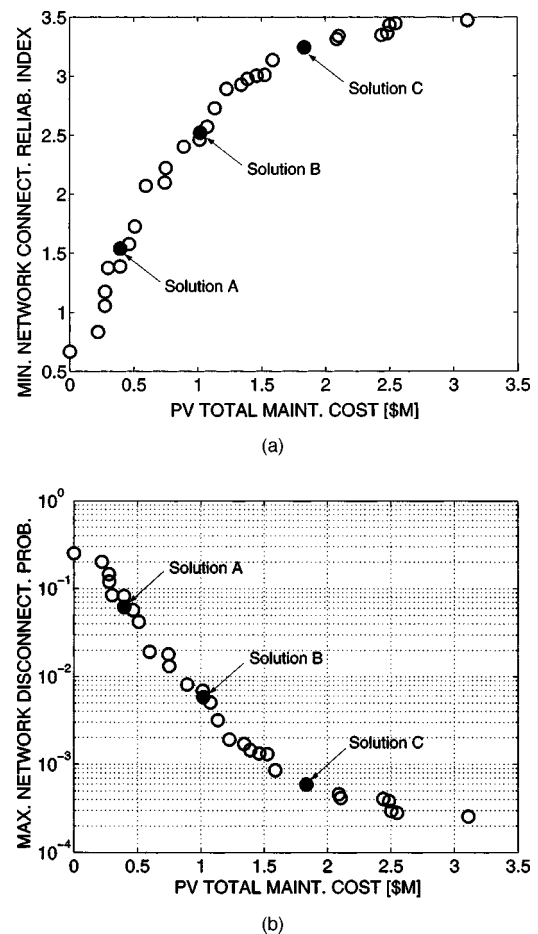 3.5
3
2.5
2
1.5
1
0.5
0 0.5 1 1.5 2 2.5 3 3.5
MIN. NETWORK CONNECT. RELIAB. INDEX
PV TOTAL MAINT. COST [$M]
Solution C
Solution B
Solution A
(a)
10^0
10^-1
10^-2
10^-3
10^-4
0 0.5 1 1.5 2 2.5 3 3.5
MAX. NETWORK DISCONNECT. PROB.
PV TOTAL MAINT. COST [$M]
Solution A
Solution B
Solution C
(b)